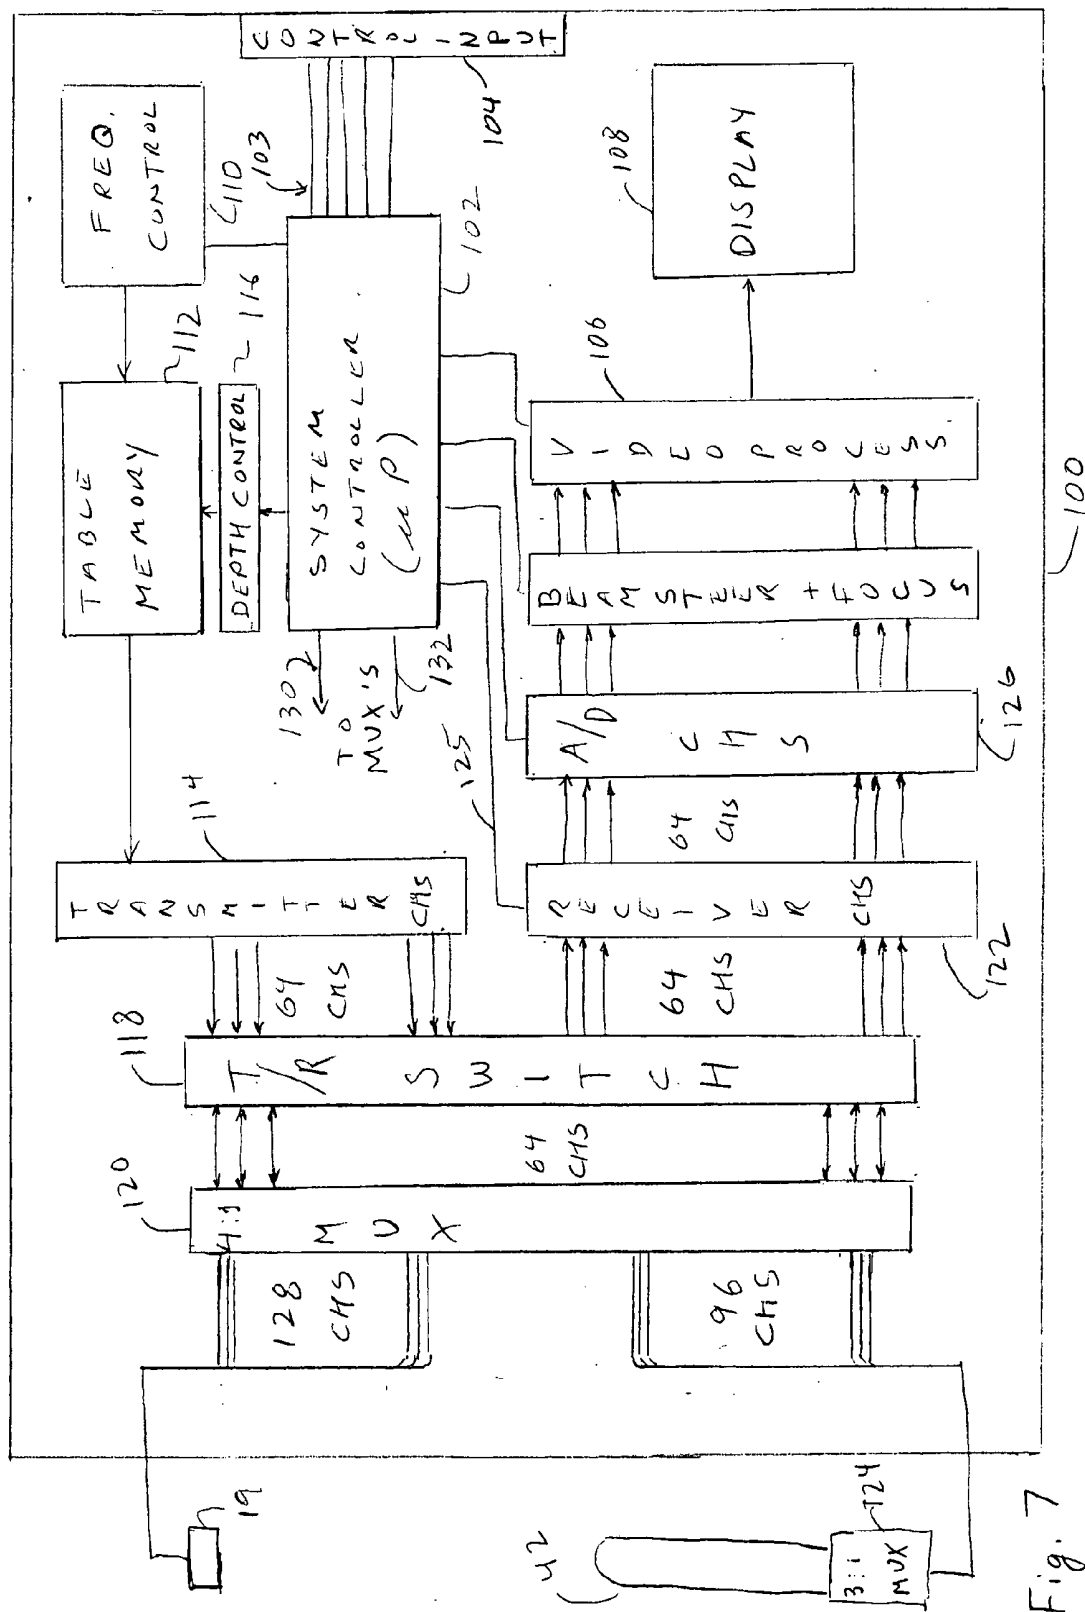 19
42
3:1
MUX
124
128
CHS
96
CHS
120
4:1
MUX
64
CHS
118
T/R SWITCH
64
CHS
64
CHS
114
TRANSMITTER CHS
RECEIVER CHS
122
64
CHS
125
A/D CHS
126
BEAMSTEER + FOCUS
VIDEO PROCESS
106
DISPLAY
108
TABLE
MEMORY
112
FREQ.
CONTROL
110
DEPTH CONTROL
116
SYSTEM
CONTROLLER
(μP)
102
103
CONTROL INPUT
104
130
TO
MUX'S
132
100
Fig. 7